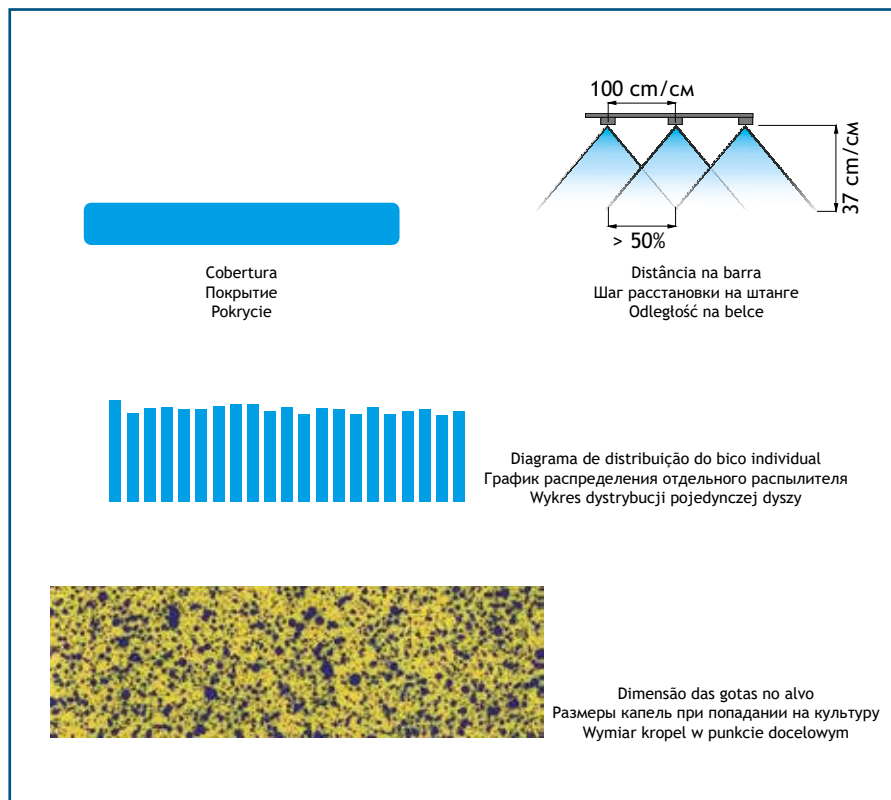 100 cm/см
37 cm/см
> 50%
Cobertura
Покрытие
Pokrycie
Distância na barra
Шаг расстановки на штанге
Odległość na belce
Diagrama de distribuição do bico individual
График распределения отдельного распылителя
Wykres dystrybucji pojedynczej dyszy
Dimensão das gotas no alvo
Размеры капель при попадании на культуру
Wymiar kropel w punkcie docelowym